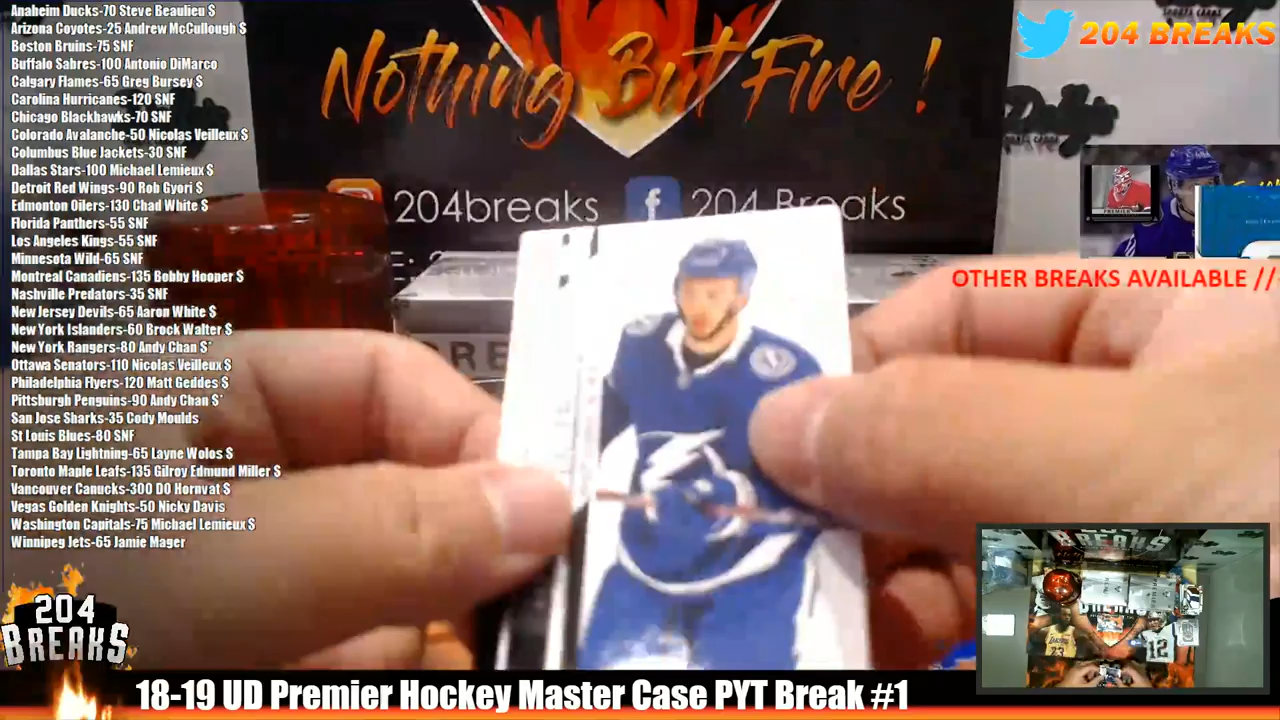 Anaheim Ducks-70 Steve Beaulieu $
Arizona Coyotes-25 Andrew McCullough $
Boston Bruins-75 SNF
Buffalo Sabres-100 Antonio DiMarco
Calgary Flames-65 Greg Bursey $
Carolina Hurricanes-120 SNF
Chicago Blackhawks-70 SNF
Colorado Avalanche-50 Nicolas Veilleux $
Columbus Blue Jackets-30 SNF
Dallas Stars-100 Michael Lemieux $
Detroit Red Wings-90 Rob Gyori $
Edmonton Oilers-130 Chad White $
Florida Panthers-55 SNF
Los Angeles Kings-55 SNF
Minnesota Wild-65 SNF
Montreal Canadiens-135 Bobby Hooper $
Nashville Predators-35 SNF
New Jersey Devils-65 Aaron White $
New York Islanders-60 Brock Walter $
New York Rangers-80 Andy Chan $*
Ottawa Senators-110 Nicolas Veilleux $
Philadelphia Flyers-120 Matt Geddes $
Pittsburgh Penguins-90 Andy Chan $*
San Jose Sharks-35 Cody Moulds
St Louis Blues-80 SNF
Tampa Bay Lightning-65 Layne Wolos $
Toronto Maple Leafs-135 Gilroy Edmund Miller $
Vancouver Canucks-300 DO Horvat $
Vegas Golden Knights-50 Nicky Davis
Washington Capitals-75 Michael Lemieux $
Winnipeg Jets-65 Jamie Mager
204 BREAKS
Nothing But Fire !
204breaks
204 Breaks
PREMIER
OTHER BREAKS AVAILABLE //
204
BREAKS
BREAKS
23
12
18-19 UD Premier Hockey Master Case PYT Break #1